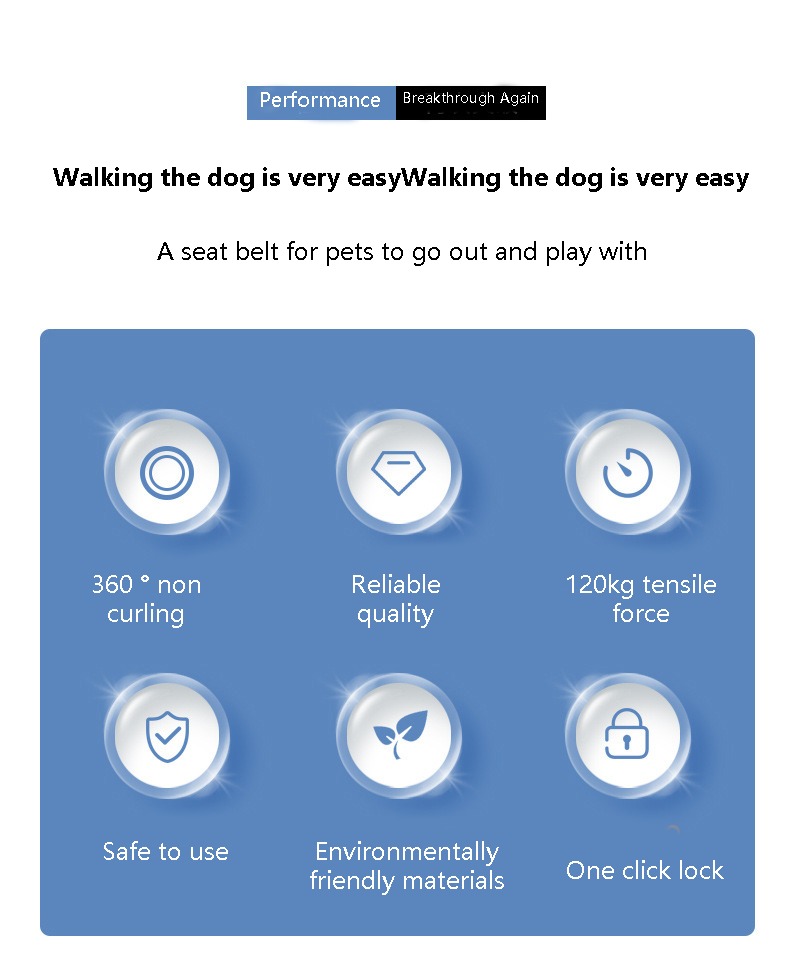 Performance Breakthrough Again
Walking the dog is very easyWalking the dog is very easy
A seat belt for pets to go out and play with
360 ° non
curling
Reliable
quality
120kg tensile
force
Safe to use
Environmentally
friendly materials
One click lock